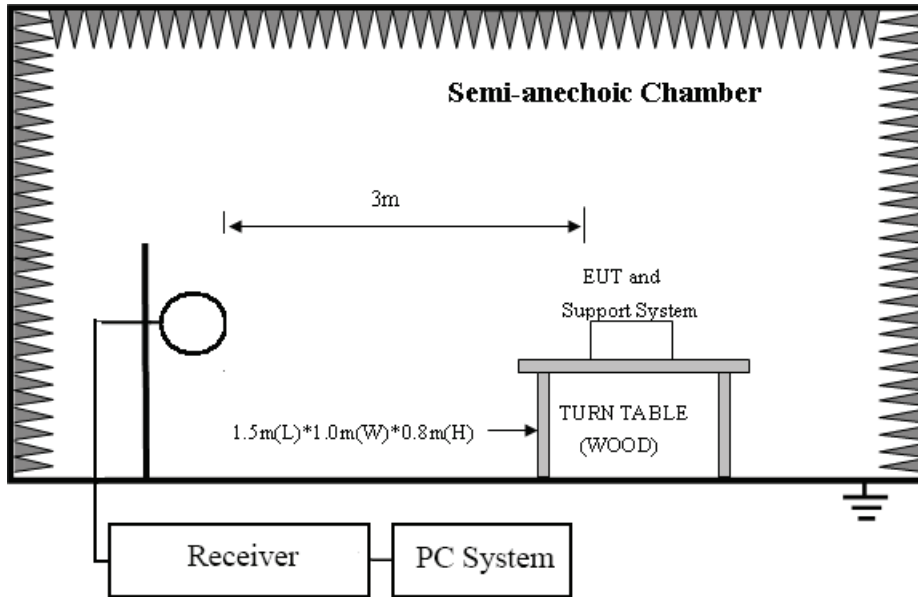 Semi-anechoic Chamber
3m
EUT and
Support System
1.5m(L)*1.0m(W)*0.8m(H)
TURN TABLE
(WOOD)
Receiver
PC System